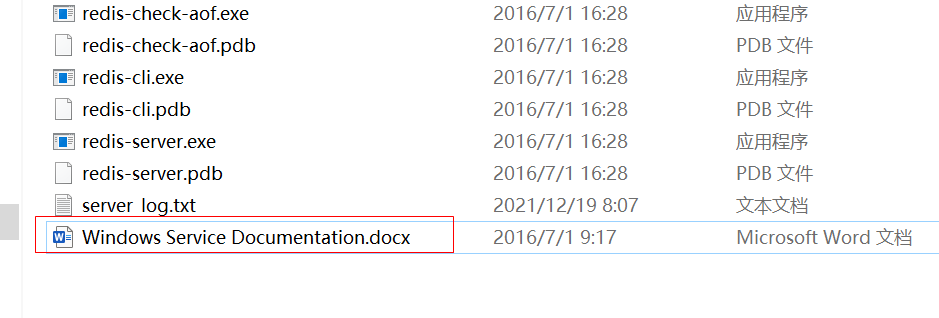 redis-check-aof.exe 2016/7/1 16:28 应用程序
redis-check-aof.pdb 2016/7/1 16:28 PDB 文件
redis-cli.exe 2016/7/1 16:28 应用程序
redis-cli.pdb 2016/7/1 16:28 PDB 文件
redis-server.exe 2016/7/1 16:28 应用程序
redis-server.pdb 2016/7/1 16:28 PDB 文件
server_log.txt 2021/12/19 8:07 文本文档
Windows Service Documentation.docx 2016/7/1 9:17 Microsoft Word 文档